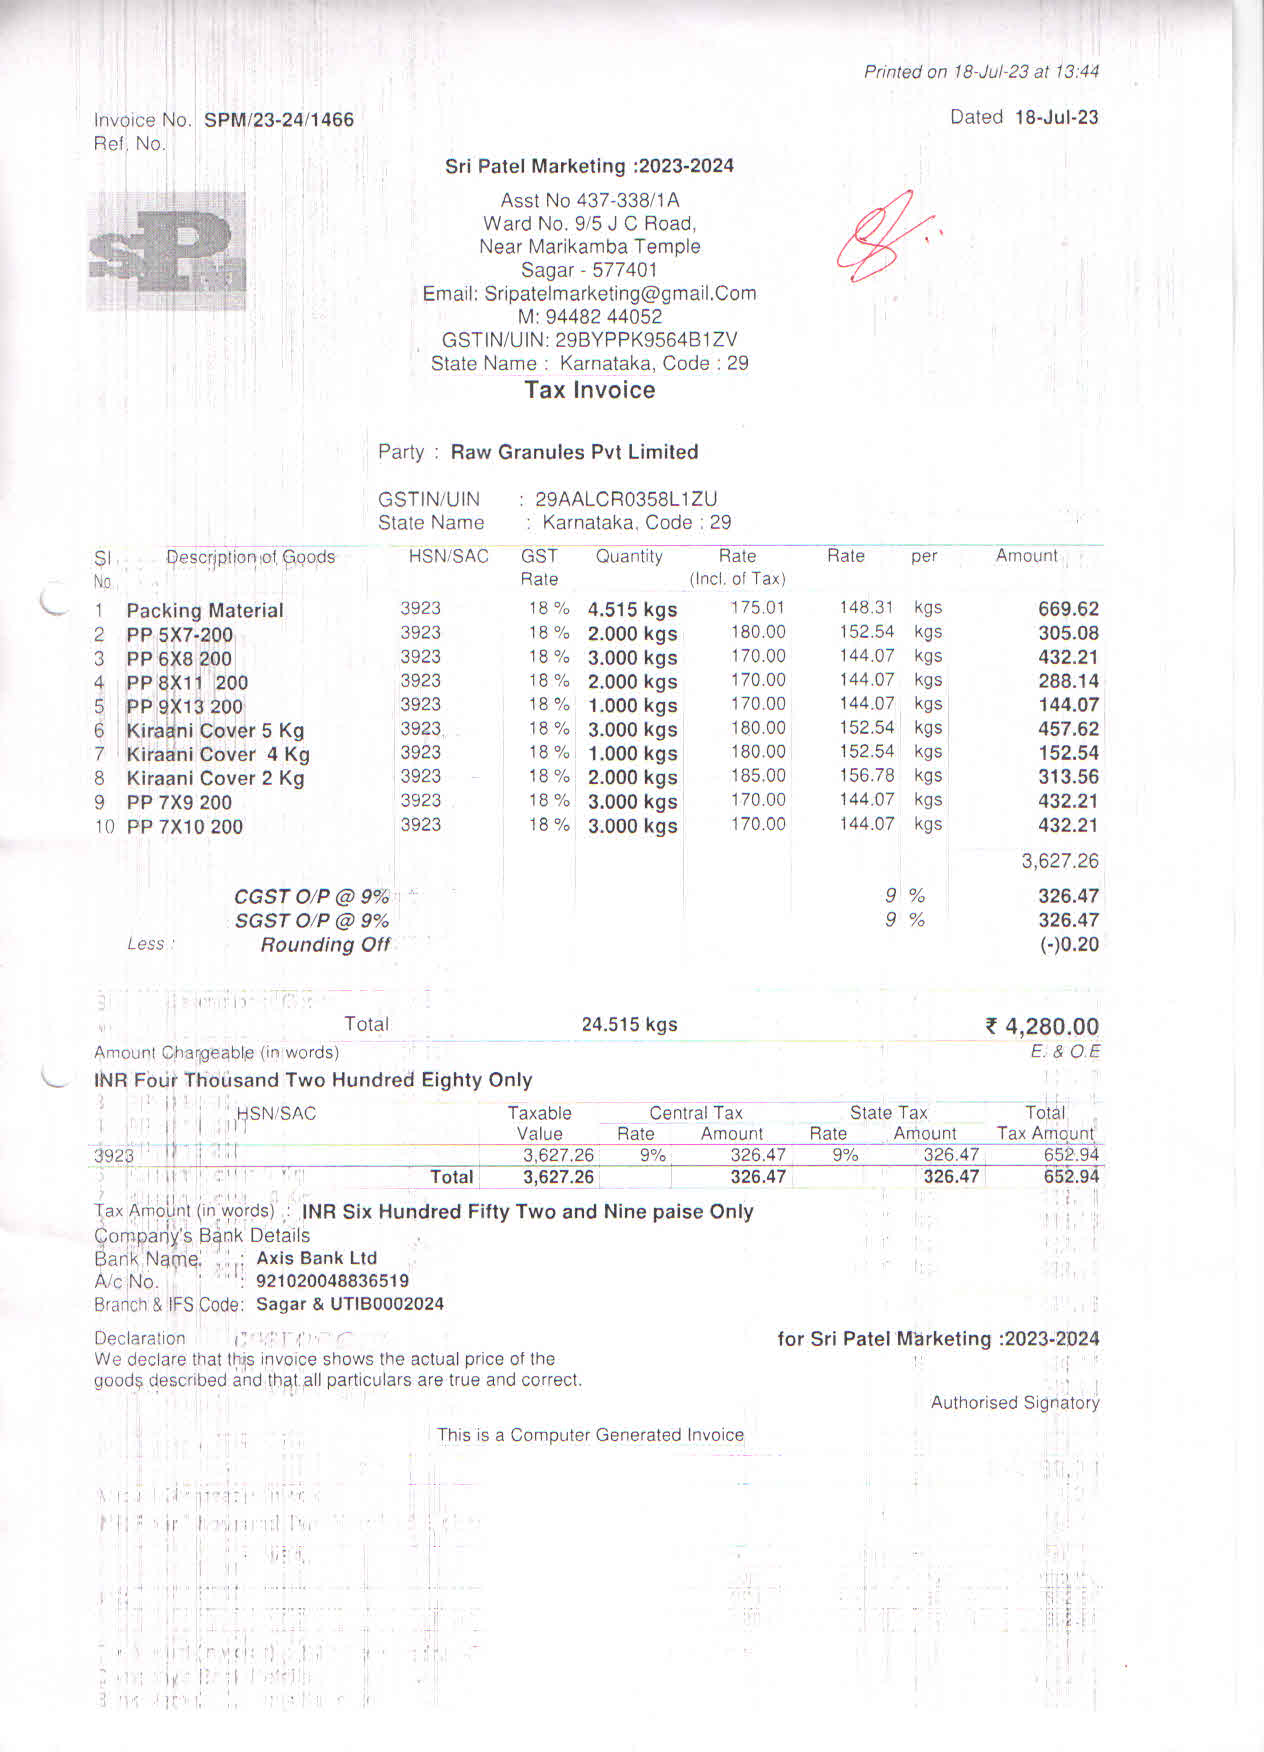 Printed on 18-Jul-23 at 13:44
Invoice No. SPM/23-24/1466 Dated 18-Jul-23
Ref. No.
Sri Patel Marketing :2023-2024
Asst No 437-338/1A
Ward No. 9/5 J C Road,
Near Marikamba Temple
Sagar - 577401
Email: Sripatelmarketing@gmail.Com
M: 94482 44052
GSTIN/UIN: 29BYPPK9564B1ZV
State Name : Karnataka, Code : 29
Tax Invoice
Party : Raw Granules Pvt Limited
GSTIN/UIN : 29AALCR0358L1ZU
State Name : Karnataka, Code : 29
Sl Description of Goods HSN/SAC GST Quantity Rate Rate per Amount
No Rate (Incl. of Tax)
1 Packing Material 3923 18 % 4.515 kgs 175.01 148.31 kgs 669.62
2 PP 5X7-200 3923 18 % 2.000 kgs 180.00 152.54 kgs 305.08
3 PP 6X8 200 3923 18 % 3.000 kgs 170.00 144.07 kgs 432.21
4 PP 8X11 200 3923 18 % 2.000 kgs 170.00 144.07 kgs 288.14
5 PP 9X13 200 3923 18 % 1.000 kgs 170.00 144.07 kgs 144.07
6 Kiraani Cover 5 Kg 3923 18 % 3.000 kgs 180.00 152.54 kgs 457.62
7 Kiraani Cover 4 Kg 3923 18 % 1.000 kgs 180.00 152.54 kgs 152.54
8 Kiraani Cover 2 Kg 3923 18 % 2.000 kgs 185.00 156.78 kgs 313.56
9 PP 7X9 200 3923 18 % 3.000 kgs 170.00 144.07 kgs 432.21
10 PP 7X10 200 3923 18 % 3.000 kgs 170.00 144.07 kgs 432.21
3,627.26
CGST O/P @ 9% 9 % 326.47
SGST O/P @ 9% 9 % 326.47
Less : Rounding Off (-)0.20
Total 24.515 kgs ₹ 4,280.00
Amount Chargeable (in words) E. & O.E
INR Four Thousand Two Hundred Eighty Only
HSN/SAC Taxable Central Tax State Tax Total
Value Rate Amount Rate Amount Tax Amount
3923 3,627.26 9% 326.47 9% 326.47 652.94
Total 3,627.26 326.47 326.47 652.94
Tax Amount (in words) : INR Six Hundred Fifty Two and Nine paise Only
Company's Bank Details
Bank Name : Axis Bank Ltd
A/c No. : 921020048836519
Branch & IFS Code: Sagar & UTIB0002024
Declaration for Sri Patel Marketing :2023-2024
We declare that this invoice shows the actual price of the
goods described and that all particulars are true and correct.
Authorised Signatory
This is a Computer Generated Invoice